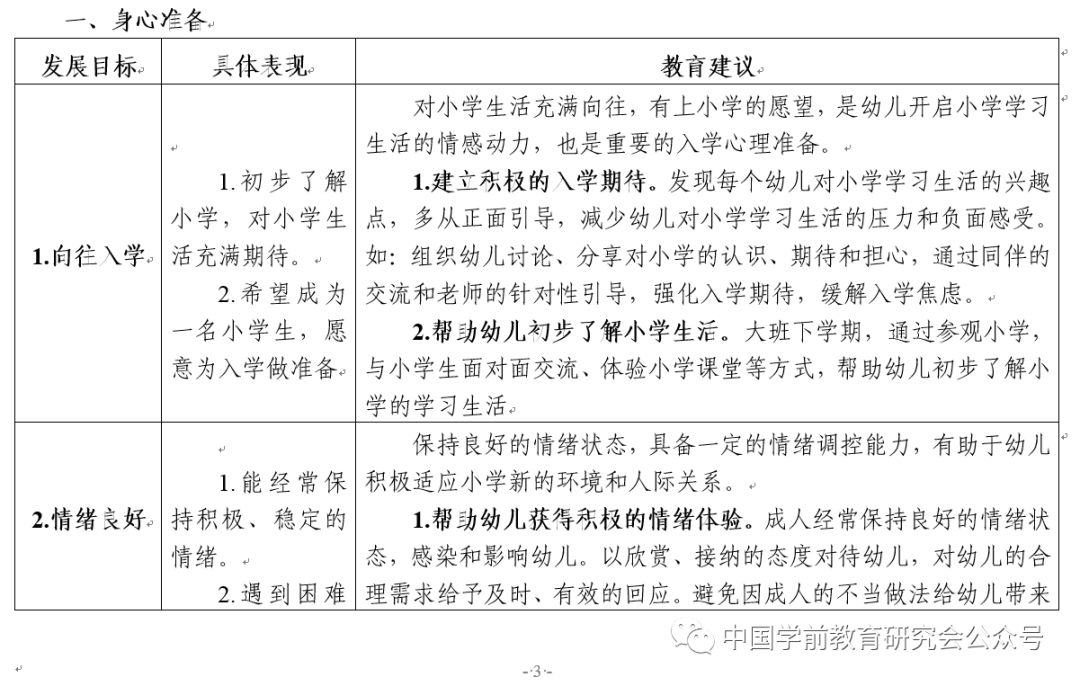 一、身心准备
发展目标 具体表现 教育建议
1.向往入学
1.初步了解
小学，对小学生
活充满期待。
2.希望成为
一名小学生，愿
意为入学做准备
对小学生活充满向往，有上小学的愿望，是幼儿开启小学学习
生活的情感动力，也是重要的入学心理准备。
1.建立积极的入学期待。发现每个幼儿对小学学习生活的兴趣
点，多从正面引导，减少幼儿对小学学习生活的压力和负面感受。
如：组织幼儿讨论、分享对小学的认识、期待和担心，通过同伴的
交流和老师的针对性引导，强化入学期待，缓解入学焦虑。
2.帮助幼儿初步了解小学生活。大班下学期，通过参观小学，
与小学生面对面交流、体验小学课堂等方式，帮助幼儿初步了解小
学的学习生活
2.情绪良好
1.能经常保
持积极、稳定的
情绪。
2.遇到困难
保持良好的情绪状态，具备一定的情绪调控能力，有助于幼儿
积极适应小学新的环境和人际关系。
1.帮助幼儿获得积极的情绪体验。成人经常保持良好的情绪状
态，感染和影响幼儿。以欣赏、接纳的态度对待幼儿，对幼儿的合
理需求给予及时、有效的回应。避免因成人的不当做法给幼儿带来
中国学前教育研究会公众号
-3-